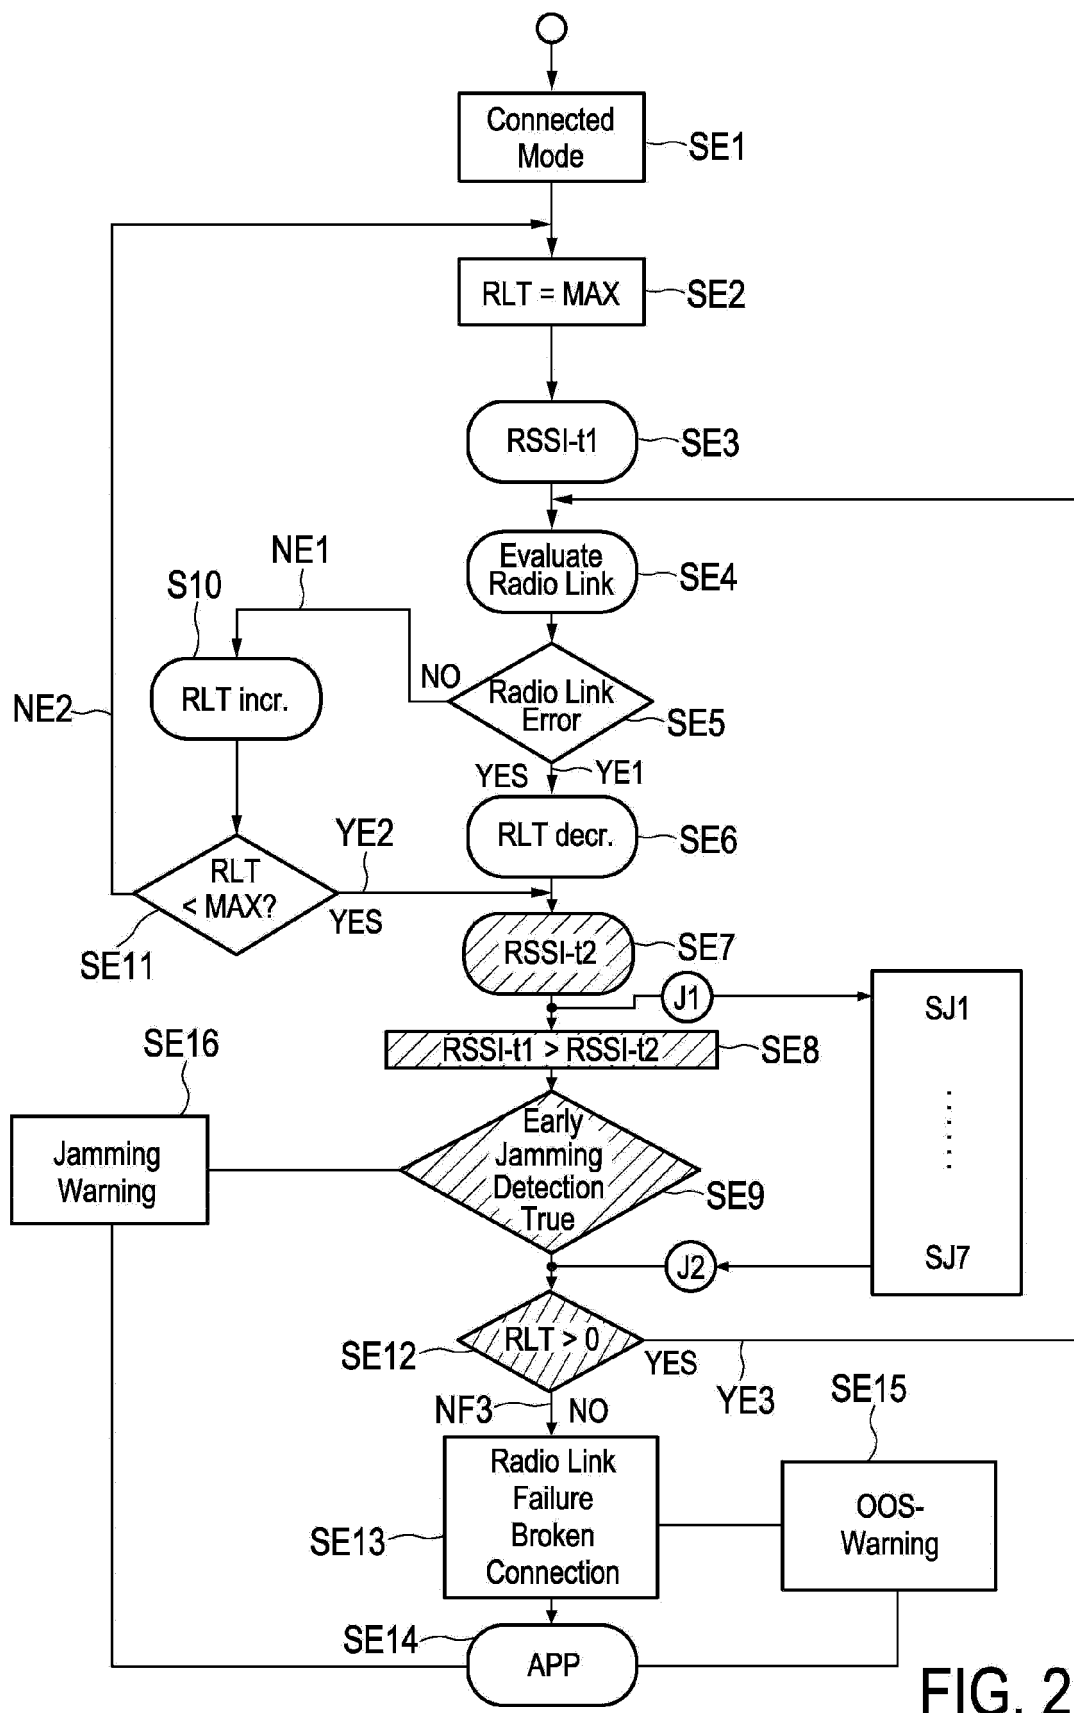 Connected
Mode
SE1
RLT = MAX
SE2
RSSI-t1
SE3
Evaluate
Radio Link
SE4
NE1
S10
RLT incr.
NE2
NO
Radio Link
Error
SE5
YES
YE1
RLT decr.
SE6
YE2
RLT
< MAX?
YES
SE11
RSSI-t2
SE7
J1
SJ1
RSSI-t1 > RSSI-t2
SE8
SE16
Jamming
Warning
Early
Jamming
Detection
True
SE9
J2
SJ7
RLT > 0
SE12
YES
YE3
NF3
NO
SE15
Radio Link
Failure
Broken
Connection
SE13
OOS-
Warning
SE14
APP
FIG. 2